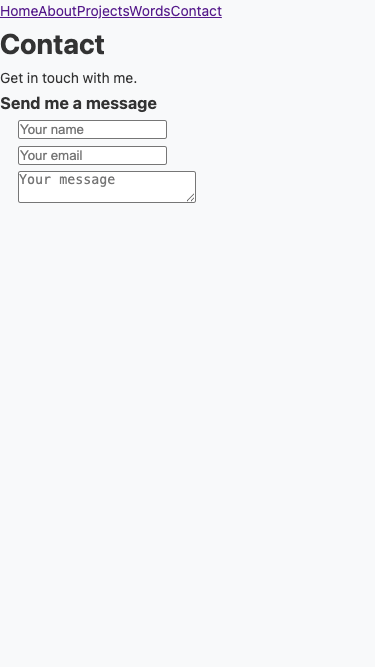 HomeAboutProjectsWordsContact
Contact
Get in touch with me.
Send me a message
Your name
Your email
Your message